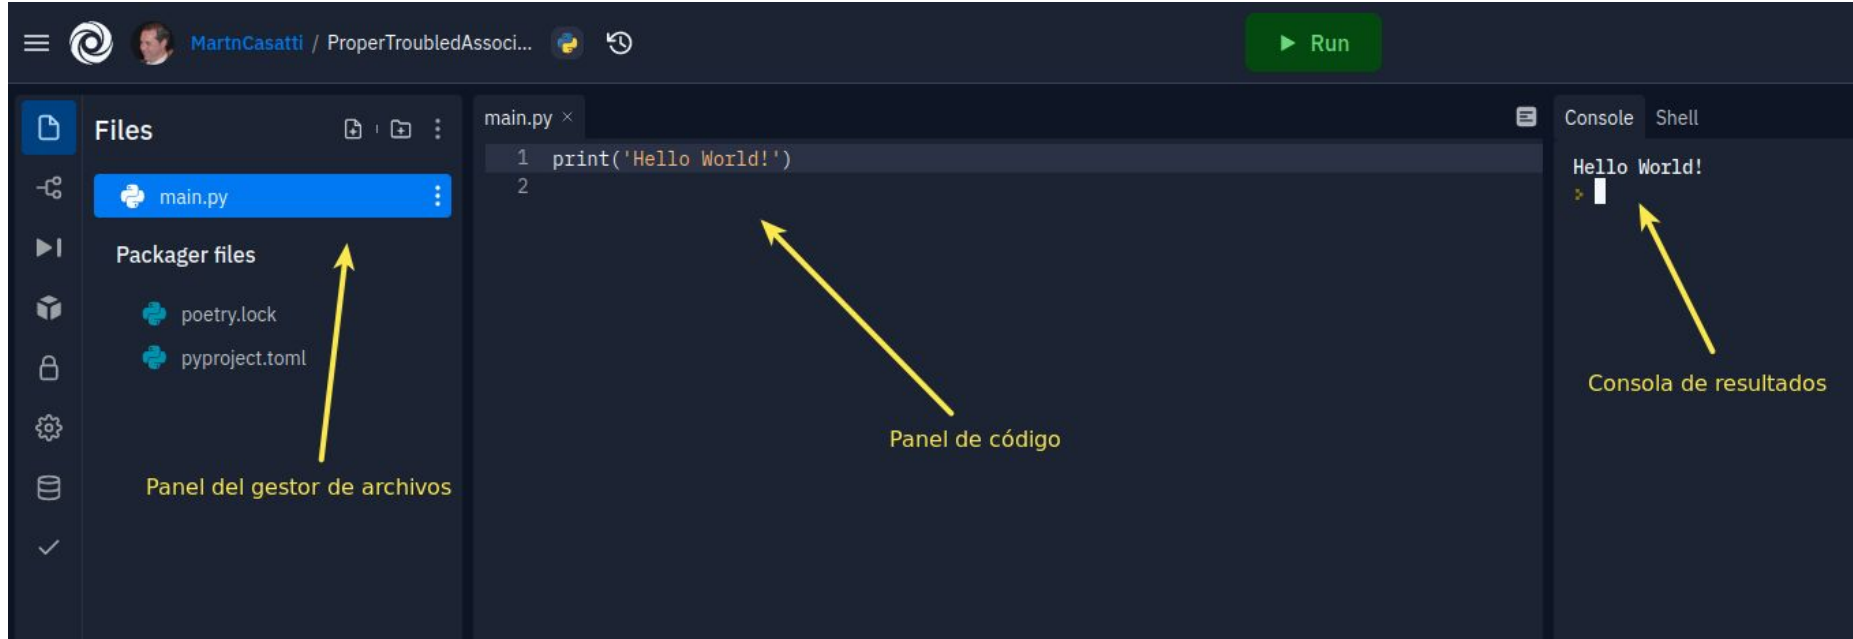 MartnCasatti / ProperTroubledAssoci...
Run
Files
main.py
Packager files
poetry.lock
pyproject.toml
Panel del gestor de archivos
main.py ×
1 print('Hello World!')
2
Panel de código
Console Shell
Hello World!
>
Consola de resultados